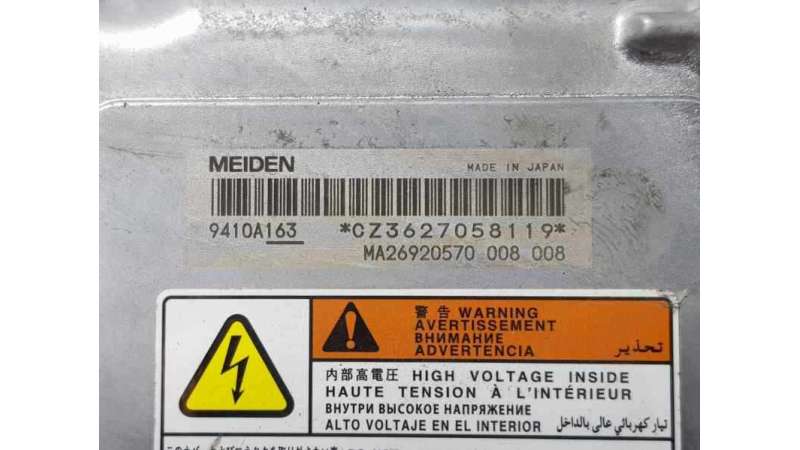 MEIDEN MADE IN JAPAN
9410A163 *CZ3627058119*
MA26920570 008 008
警告 WARNING
AVERTISSEMENT
ВНИМАНИЕ
ADVERTENCIA تحذير
内部高電圧 HIGH VOLTAGE INSIDE
HAUTE TENSION À L'INTÉRIEUR
ВНУТРИ ВЫСОКОЕ НАПРЯЖЕНИЕ
ALTO VOLTAJE EN EL INTERIOR تيار كهربائي عالى بالداخل